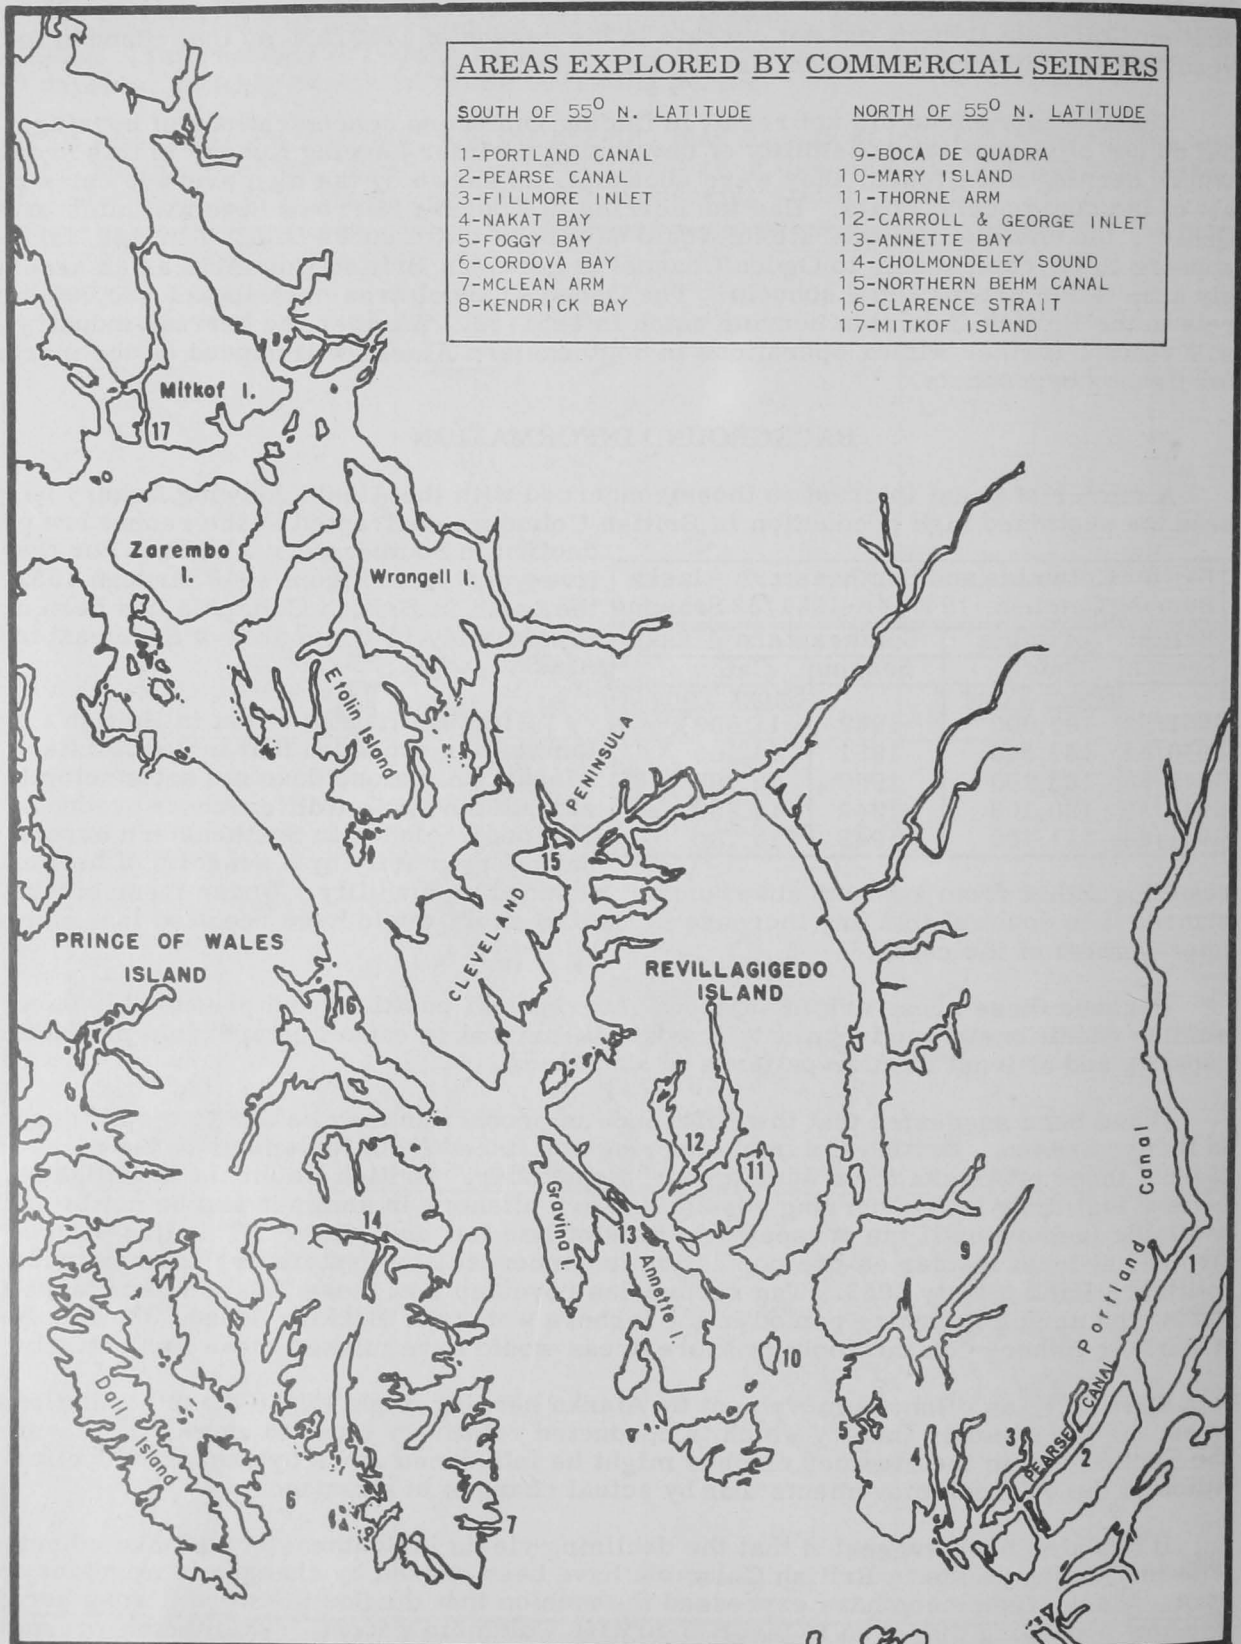 AREAS EXPLORED BY COMMERCIAL SEINERS
SOUTH OF 55° N. LATITUDE
1-PORTLAND CANAL
2-PEARSE CANAL
3-FILLMORE INLET
4-NAKAT BAY
5-FOGGY BAY
6-CORDOVA BAY
7-MCLEAN ARM
8-KENDRICK BAY
NORTH OF 55° N. LATITUDE
9-BOCA DE QUADRA
10-MARY ISLAND
11-THORNE ARM
12-CARROLL & GEORGE INLET
13-ANNETTE BAY
14-CHOLMONDELEY SOUND
15-NORTHERN BEHM CANAL
16-CLARENCE STRAIT
17-MITKOF ISLAND
Mitkof I.
17
Zarembo
I.
Wrangell I.
Etolin Island
PENINSULA
15
CLEVELAND
PRINCE OF WALES
ISLAND
16
REVILLAGIGEDO
ISLAND
12
11
14
Gravina I.
13
Annette I.
9
10
Portland Canal
1
Dall Island
6
7
5
4
3
PEARSE CANAL
2